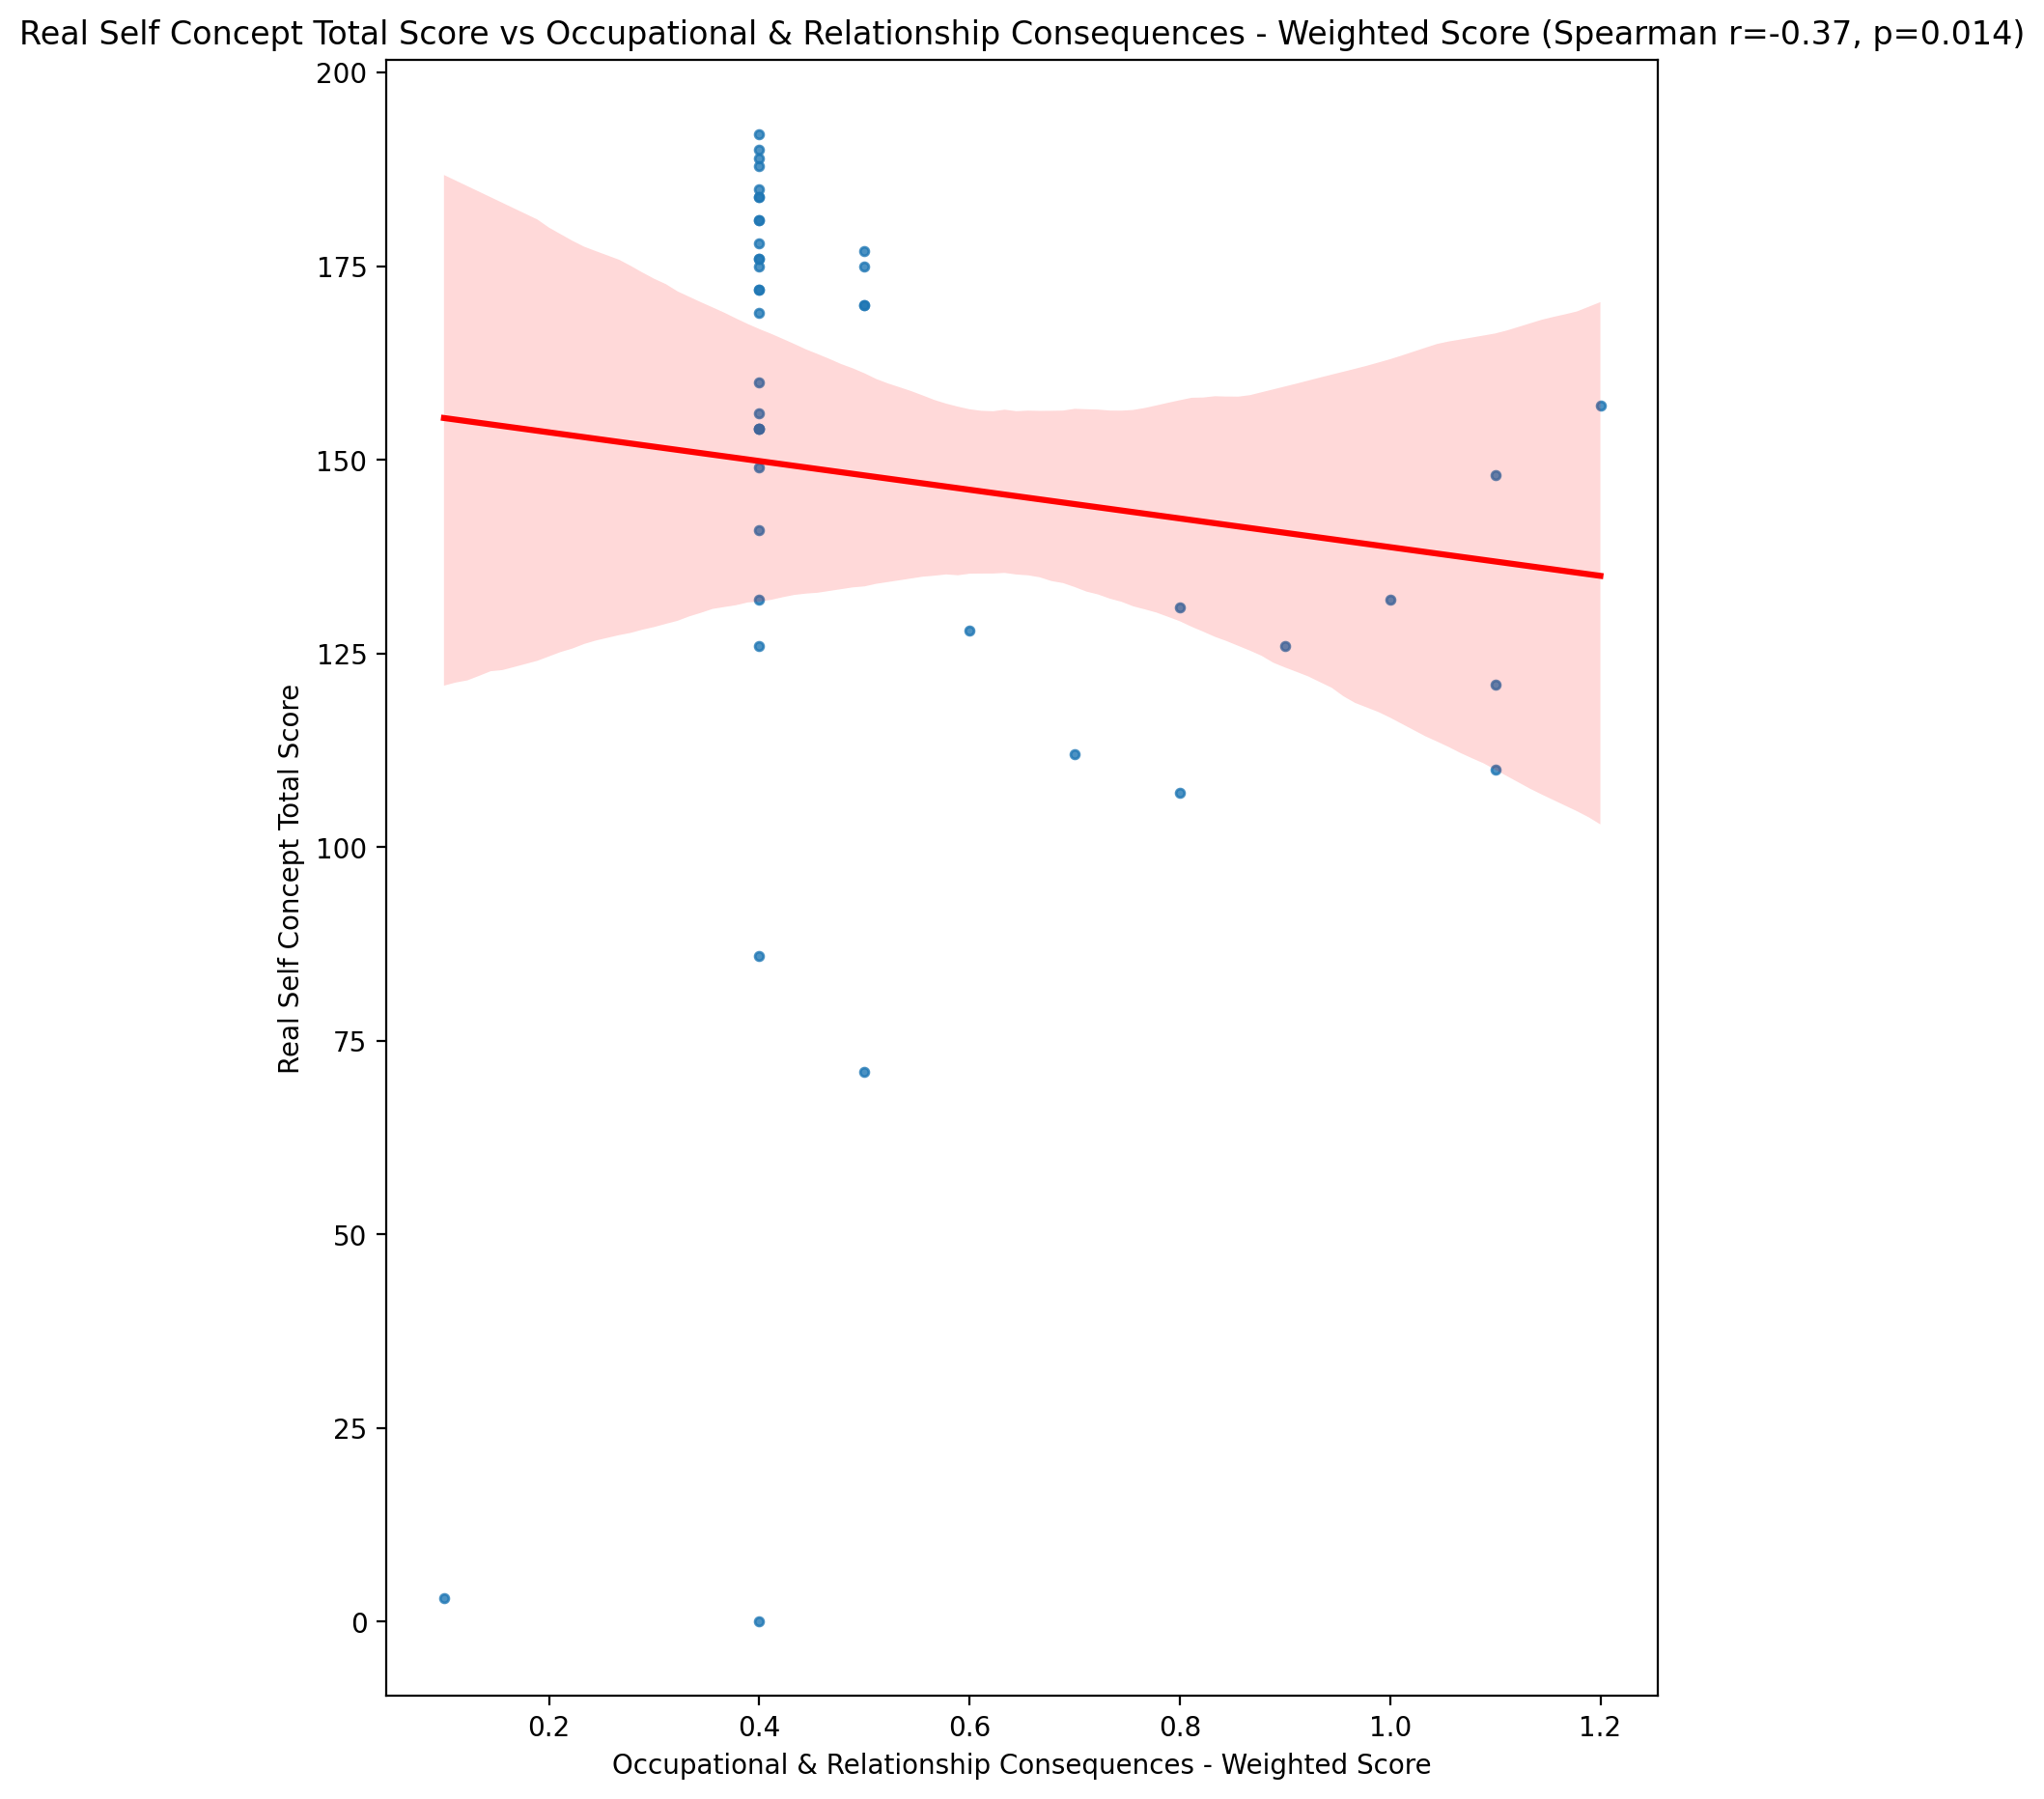 Real Self Concept Total Score vs Occupational & Relationship Consequences - Weighted Score (Spearman r=-0.37, p=0.014)
200
175
150
125
100
75
50
25
0
Real Self Concept Total Score
0.2 0.4 0.6 0.8 1.0 1.2
Occupational & Relationship Consequences - Weighted Score